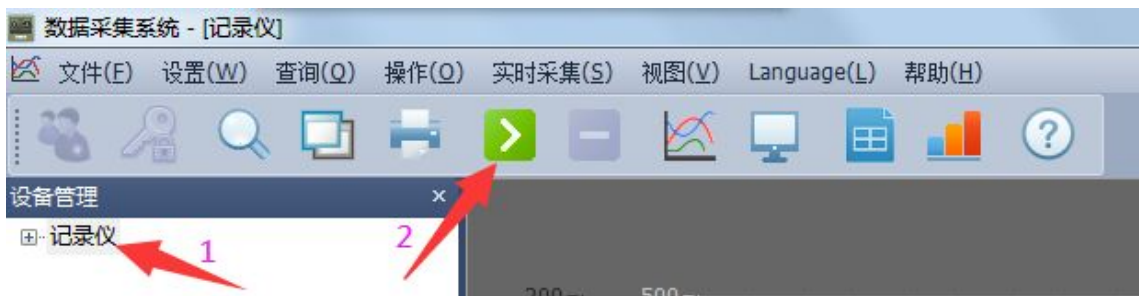 数据采集系统 - [记录仪]
文件(F) 设置(W) 查询(Q) 操作(O) 实时采集(S) 视图(V) Language(L) 帮助(H)
设备管理 ×
记录仪
1
2